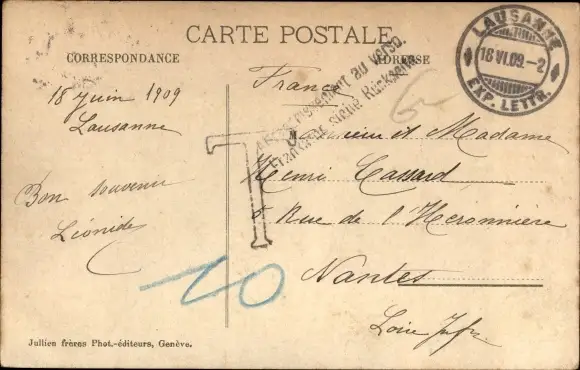 CARTE POSTALE
CORRESPONDANCE
ADRESSE
LAUSANNE
18 VI.09.-2
EXP. LETTR.
au verso.
Frankatur siehe Rückseite
T
France
18 juin 1909
Lausanne
Bon souvenir
Léonide
Monsieur et Madame
Henri Cassard
Rue de l'Heronnière
Nantes
Loire Infre
10
Jullien frères Phot.-éditeurs, Genève.